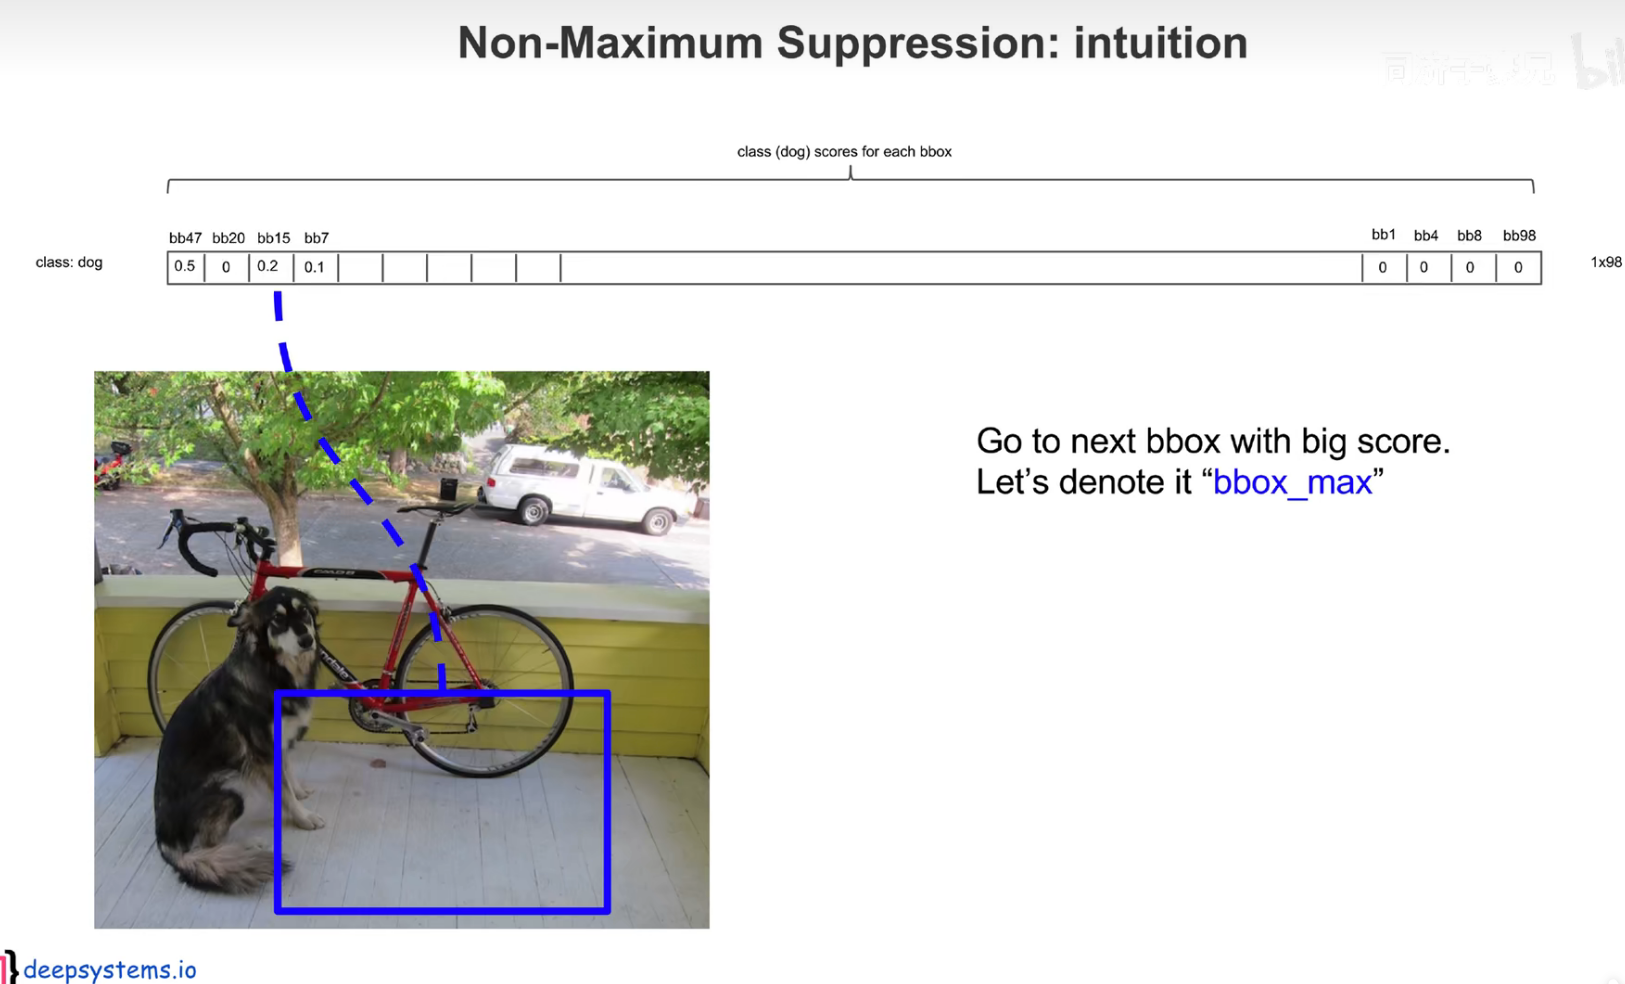 Non-Maximum Suppression: intuition
class (dog) scores for each bbox
bb47 bb20 bb15 bb7 bb1 bb4 bb8 bb98
class: dog 0.5 0 0.2 0.1 0 0 0 0 1x98
Go to next bbox with big score.
Let's denote it “bbox_max”
deepsystems.io